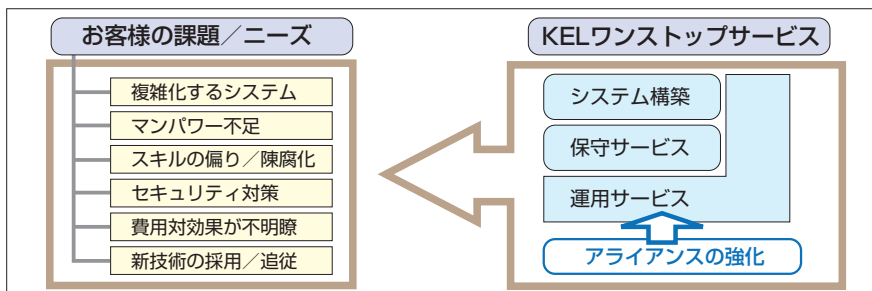 お客様の課題／ニーズ
複雑化するシステム
マンパワー不足
スキルの偏り／陳腐化
セキュリティ対策
費用対効果が不明瞭
新技術の採用／追従
KELワンストップサービス
システム構築
保守サービス
運用サービス
アライアンスの強化